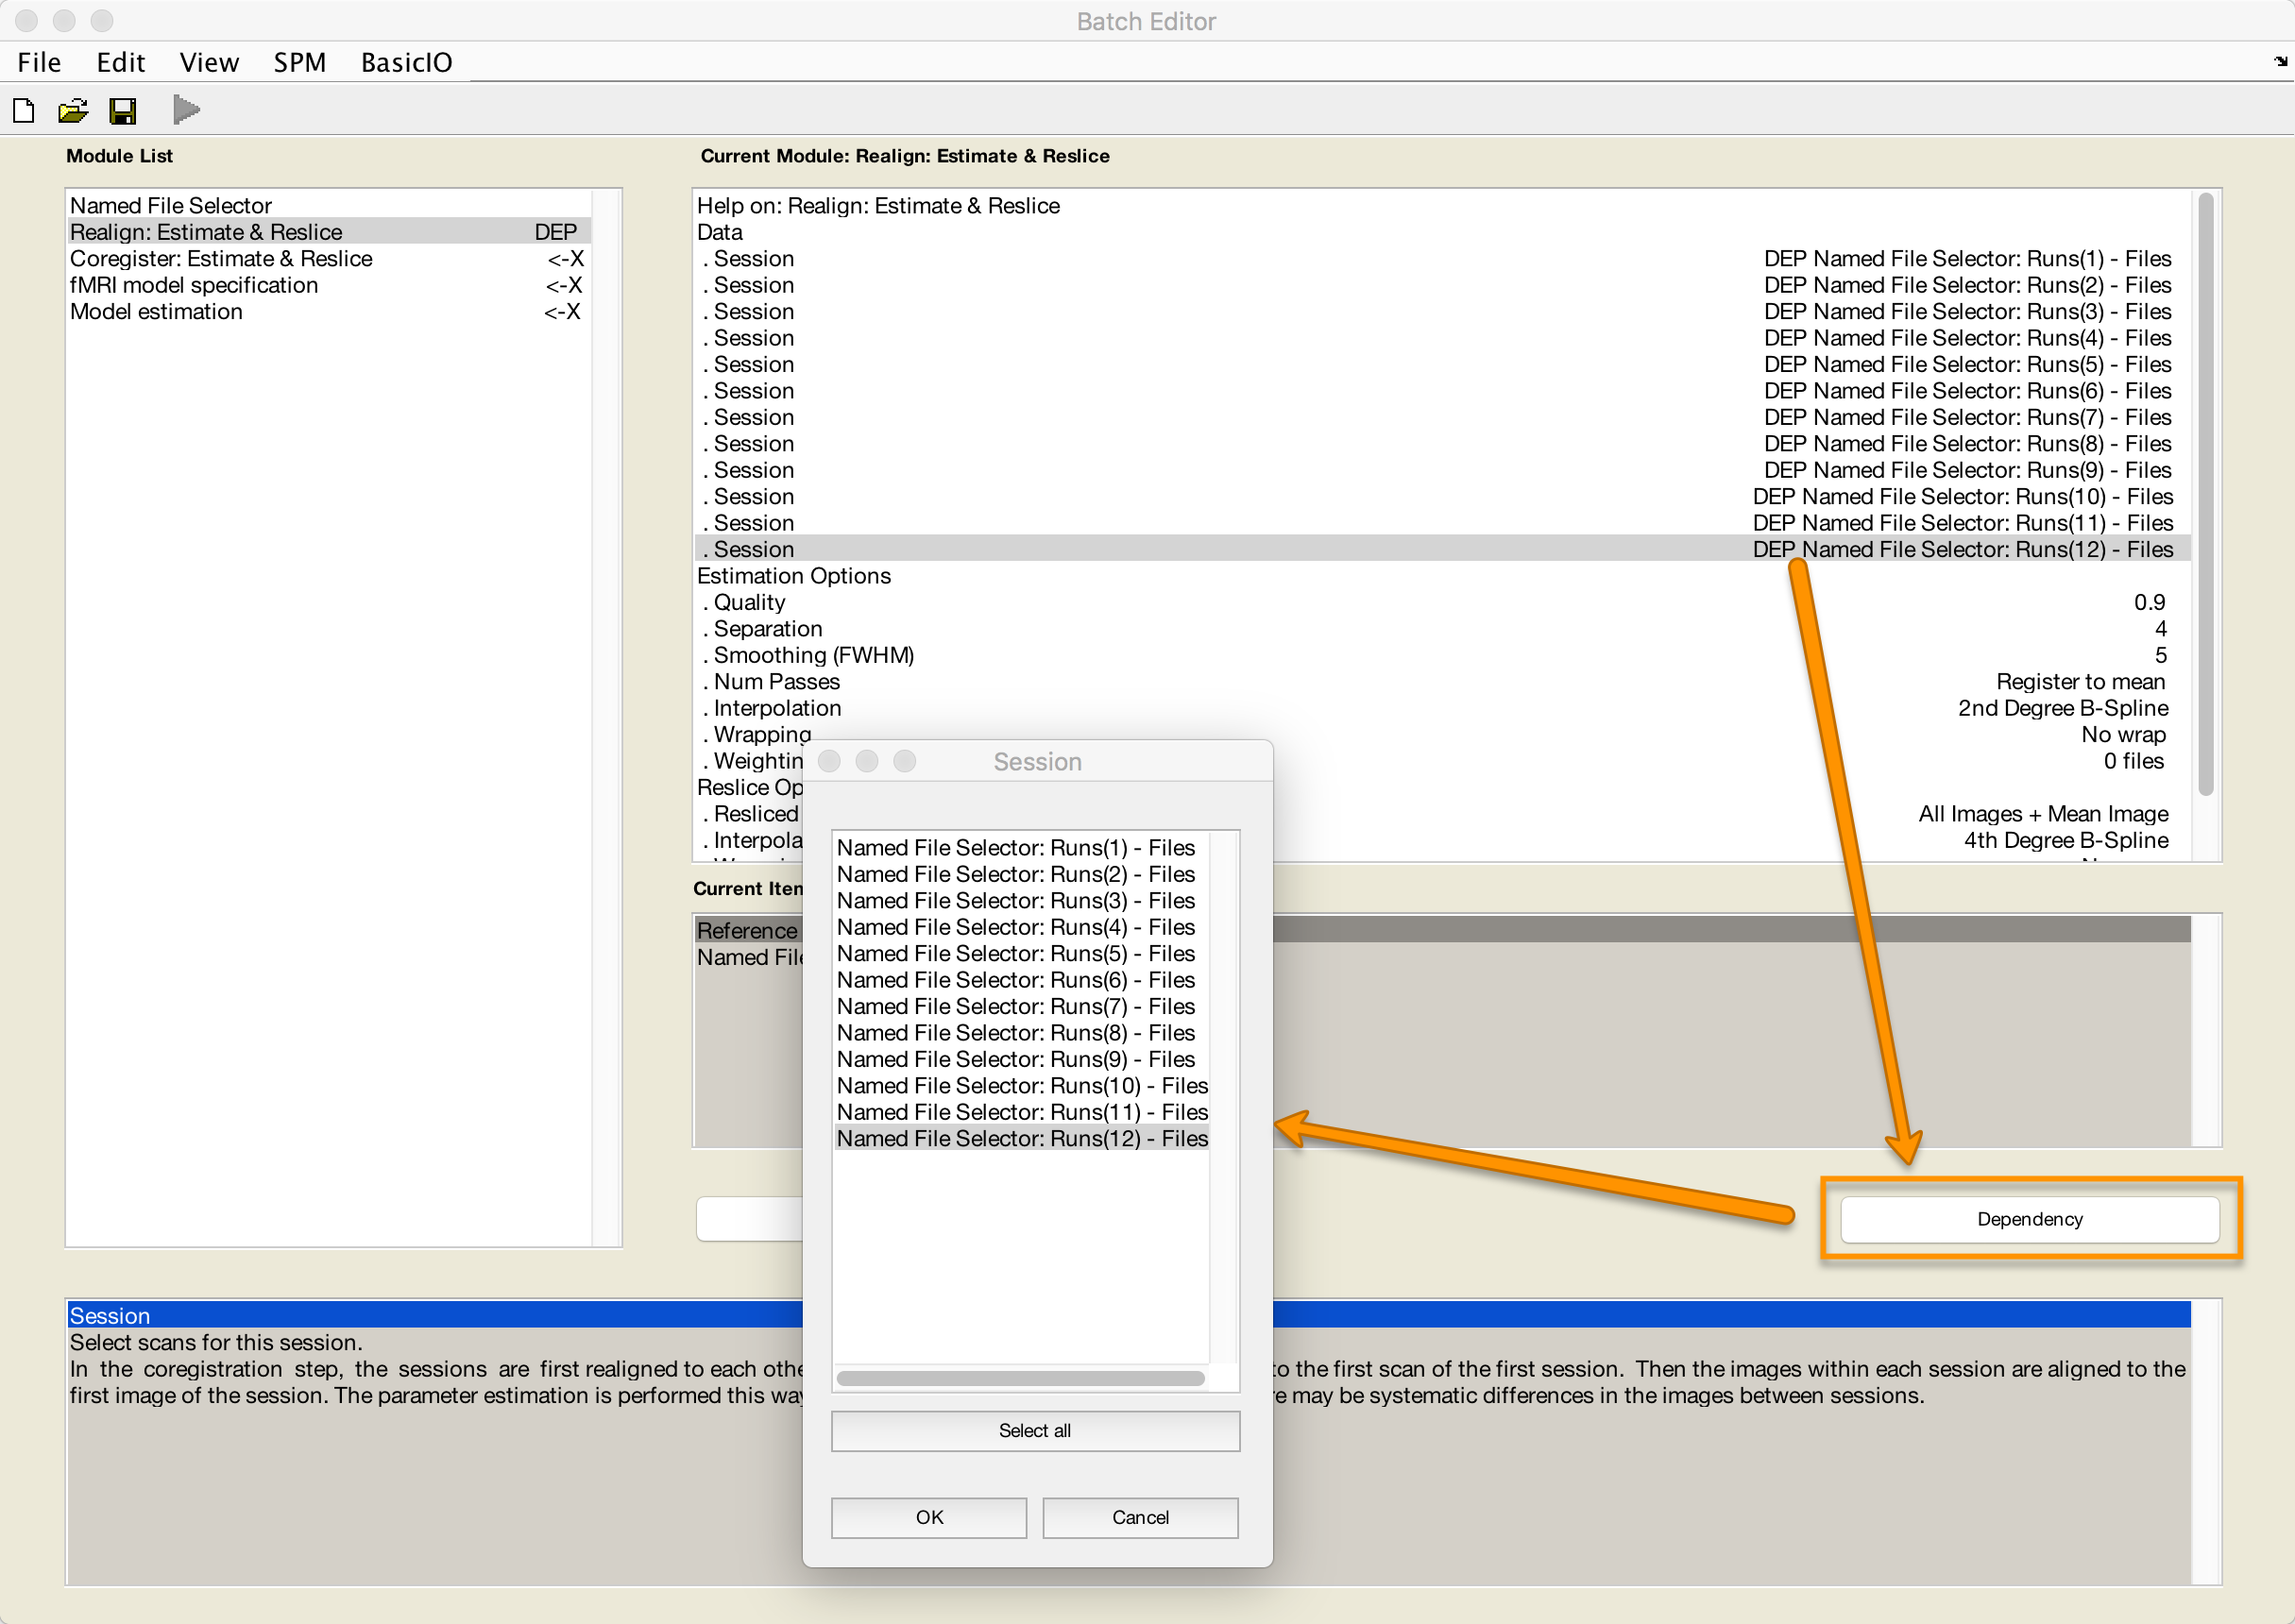 Batch Editor
File Edit View SPM BasicIO
Module List
Named File Selector
Realign: Estimate & Reslice DEP
Coregister: Estimate & Reslice <-X
fMRI model specification <-X
Model estimation <-X
Current Module: Realign: Estimate & Reslice
Help on: Realign: Estimate & Reslice
Data
. Session DEP Named File Selector: Runs(1) - Files
. Session DEP Named File Selector: Runs(2) - Files
. Session DEP Named File Selector: Runs(3) - Files
. Session DEP Named File Selector: Runs(4) - Files
. Session DEP Named File Selector: Runs(5) - Files
. Session DEP Named File Selector: Runs(6) - Files
. Session DEP Named File Selector: Runs(7) - Files
. Session DEP Named File Selector: Runs(8) - Files
. Session DEP Named File Selector: Runs(9) - Files
. Session DEP Named File Selector: Runs(10) - Files
. Session DEP Named File Selector: Runs(11) - Files
. Session DEP Named File Selector: Runs(12) - Files
Estimation Options
. Quality 0.9
. Separation 4
. Smoothing (FWHM) 5
. Num Passes Register to mean
. Interpolation 2nd Degree B-Spline
. Wrapping No wrap
. Weightin 0 files
Reslice Op
. Resliced All Images + Mean Image
. Interpola 4th Degree B-Spline
Current Iten
Reference
Named File
Session
Named File Selector: Runs(1) - Files
Named File Selector: Runs(2) - Files
Named File Selector: Runs(3) - Files
Named File Selector: Runs(4) - Files
Named File Selector: Runs(5) - Files
Named File Selector: Runs(6) - Files
Named File Selector: Runs(7) - Files
Named File Selector: Runs(8) - Files
Named File Selector: Runs(9) - Files
Named File Selector: Runs(10) - Files
Named File Selector: Runs(11) - Files
Named File Selector: Runs(12) - Files
Select all
OK Cancel
Dependency
Session
Select scans for this session.
In the coregistration step, the sessions are first realigned to each othe to the first scan of the first session. Then the images within each session are aligned to the
first image of the session. The parameter estimation is performed this way e may be systematic differences in the images between sessions.